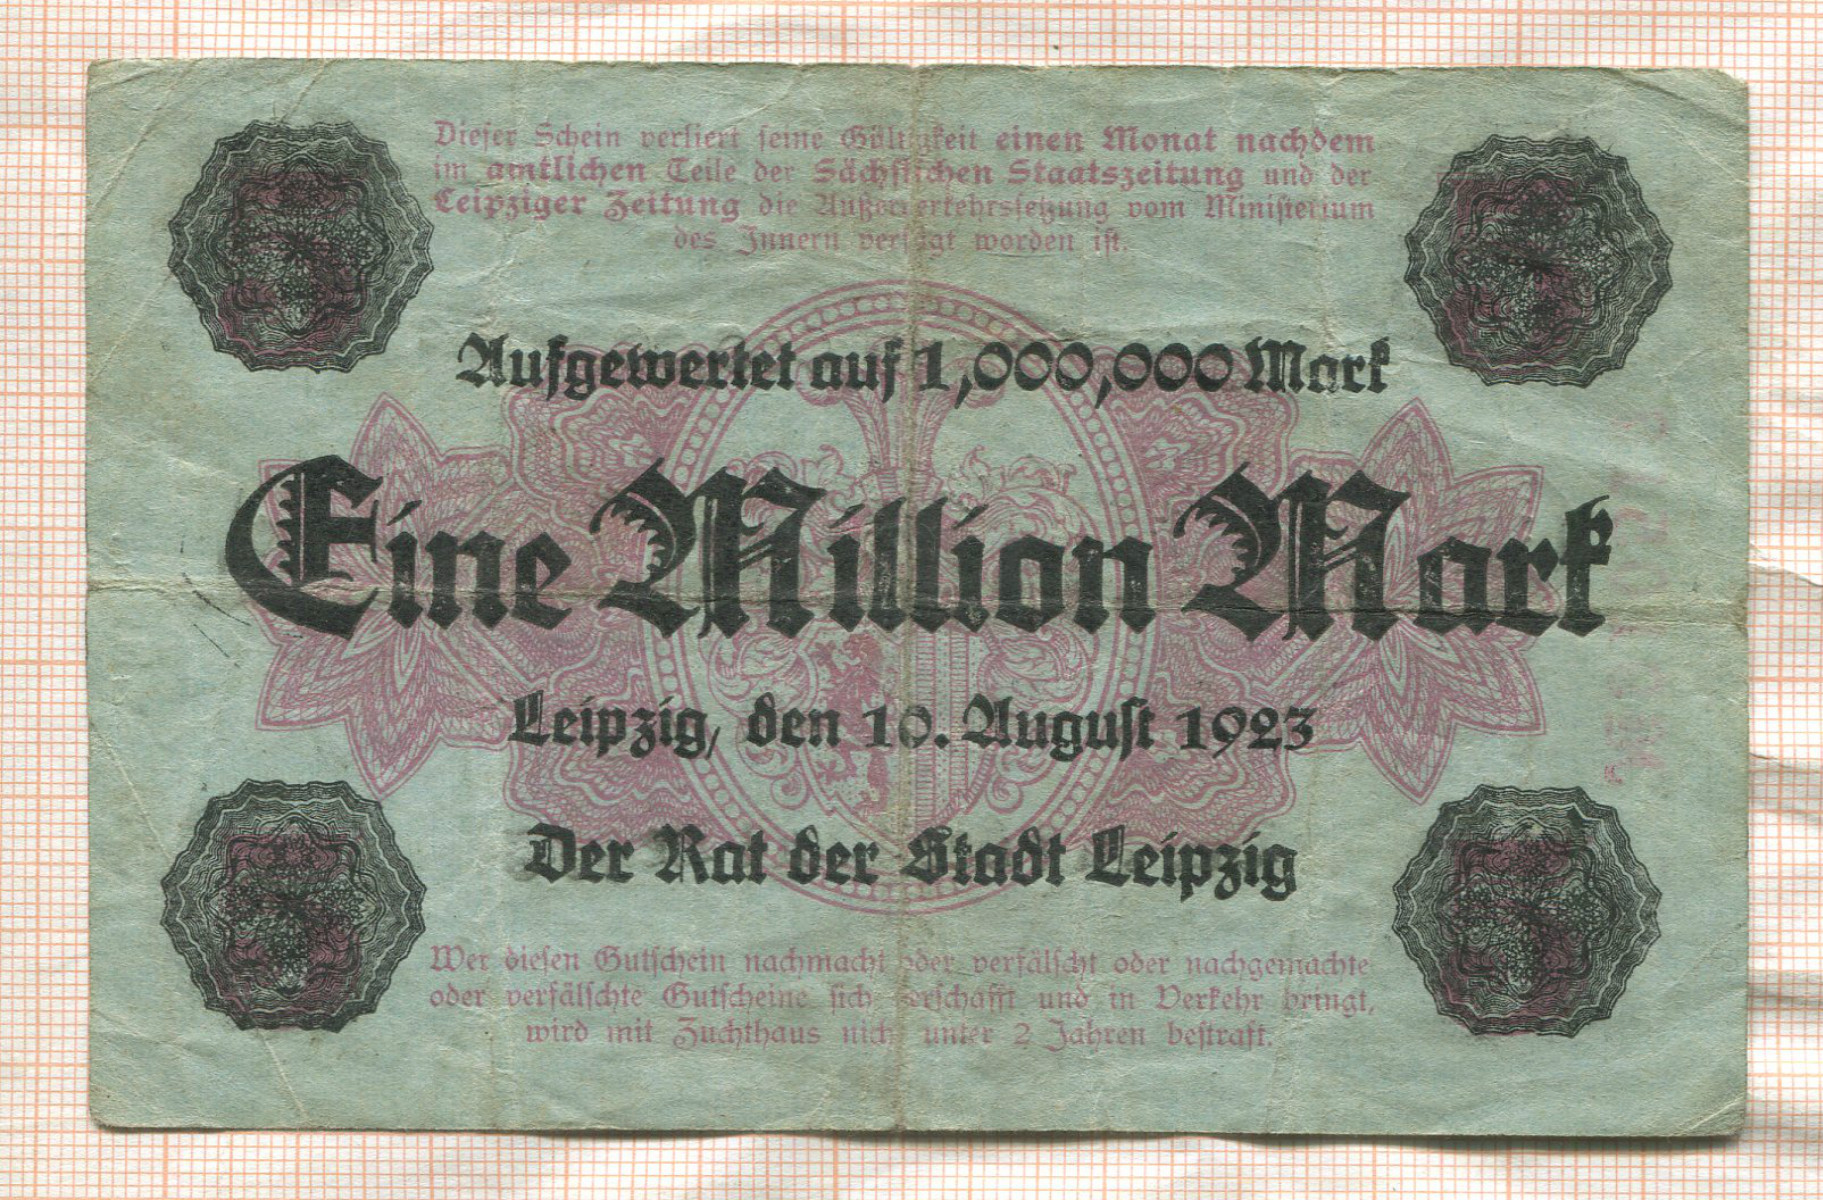 Dieser Schein verliert seine Gültigkeit einen Monat nachdem
im amtlichen Teile der Sächsischen Staatszeitung und der
Leipziger Zeitung die Außerverkehrssetzung vom Ministerium
des Innern verfügt worden ist.
Aufgewertet auf 1,000,000 Mark
Eine Million Mark
Leipzig, den 10. August 1923
Der Rat der Stadt Leipzig
Wer diesen Gutschein nachmacht oder verfälscht oder nachgemachte
oder verfälschte Gutscheine sich verschafft und in Verkehr bringt,
wird mit Zuchthaus nicht unter 2 Jahren bestraft.